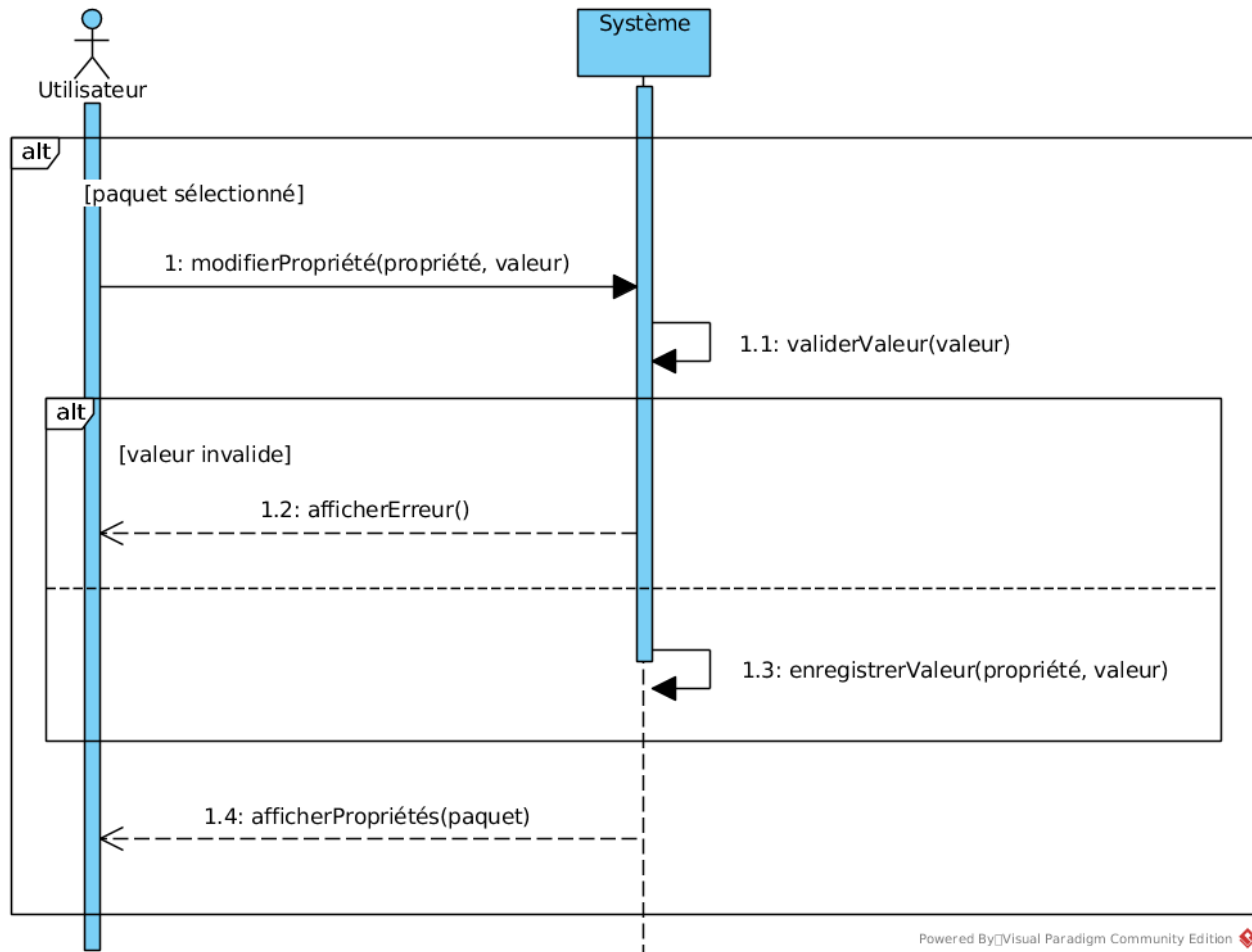 Utilisateur
Système
alt
[paquet sélectionné]
1: modifierPropriété(propriété, valeur)
1.1: validerValeur(valeur)
alt
[valeur invalide]
1.2: afficherErreur()
1.3: enregistrerValeur(propriété, valeur)
1.4: afficherPropriétés(paquet)
Powered By Visual Paradigm Community Edition